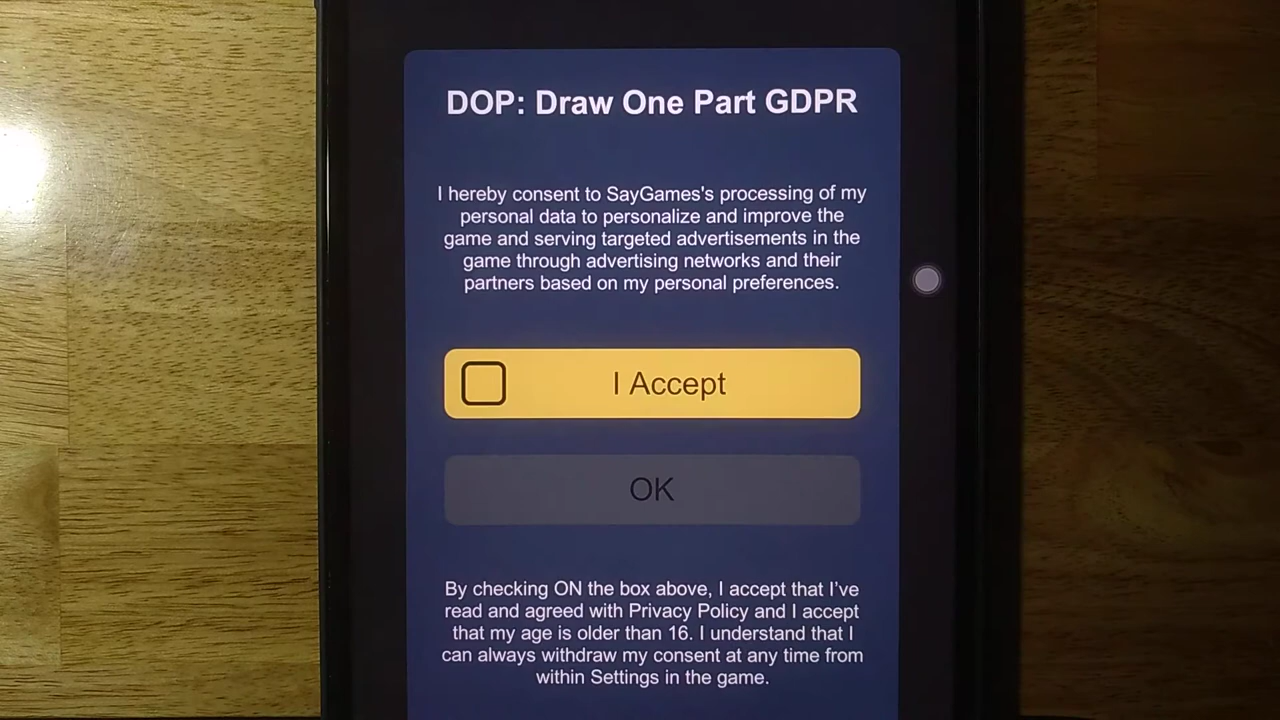 DOP: Draw One Part GDPR
I hereby consent to SayGames's processing of my
personal data to personalize and improve the
game and serving targeted advertisements in the
game through advertising networks and their
partners based on my personal preferences.
I Accept
OK
By checking ON the box above, I accept that I’ve
read and agreed with Privacy Policy and I accept
that my age is older than 16. I understand that I
can always withdraw my consent at any time from
within Settings in the game.